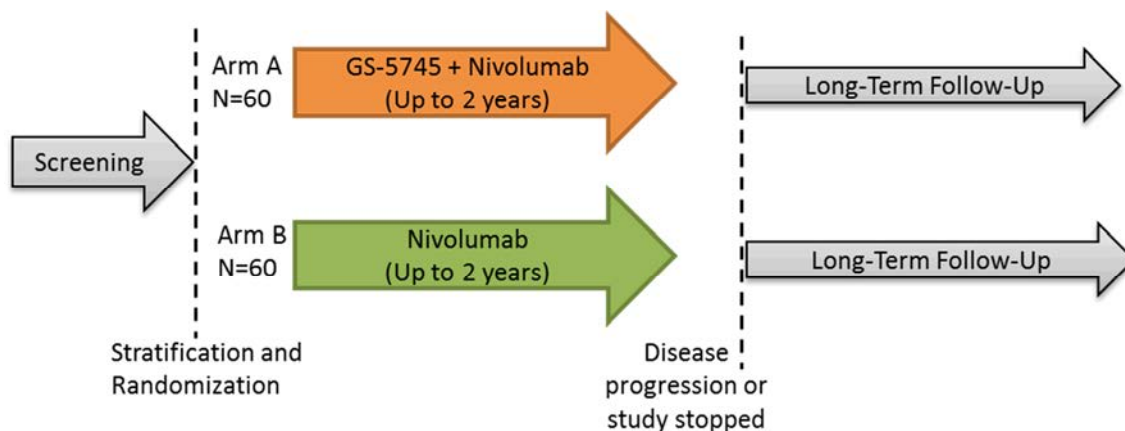 Screening
Arm A
N=60
GS-5745 + Nivolumab
(Up to 2 years)
Long-Term Follow-Up
Arm B
N=60
Nivolumab
(Up to 2 years)
Long-Term Follow-Up
Stratification and
Randomization
Disease
progression or
study stopped